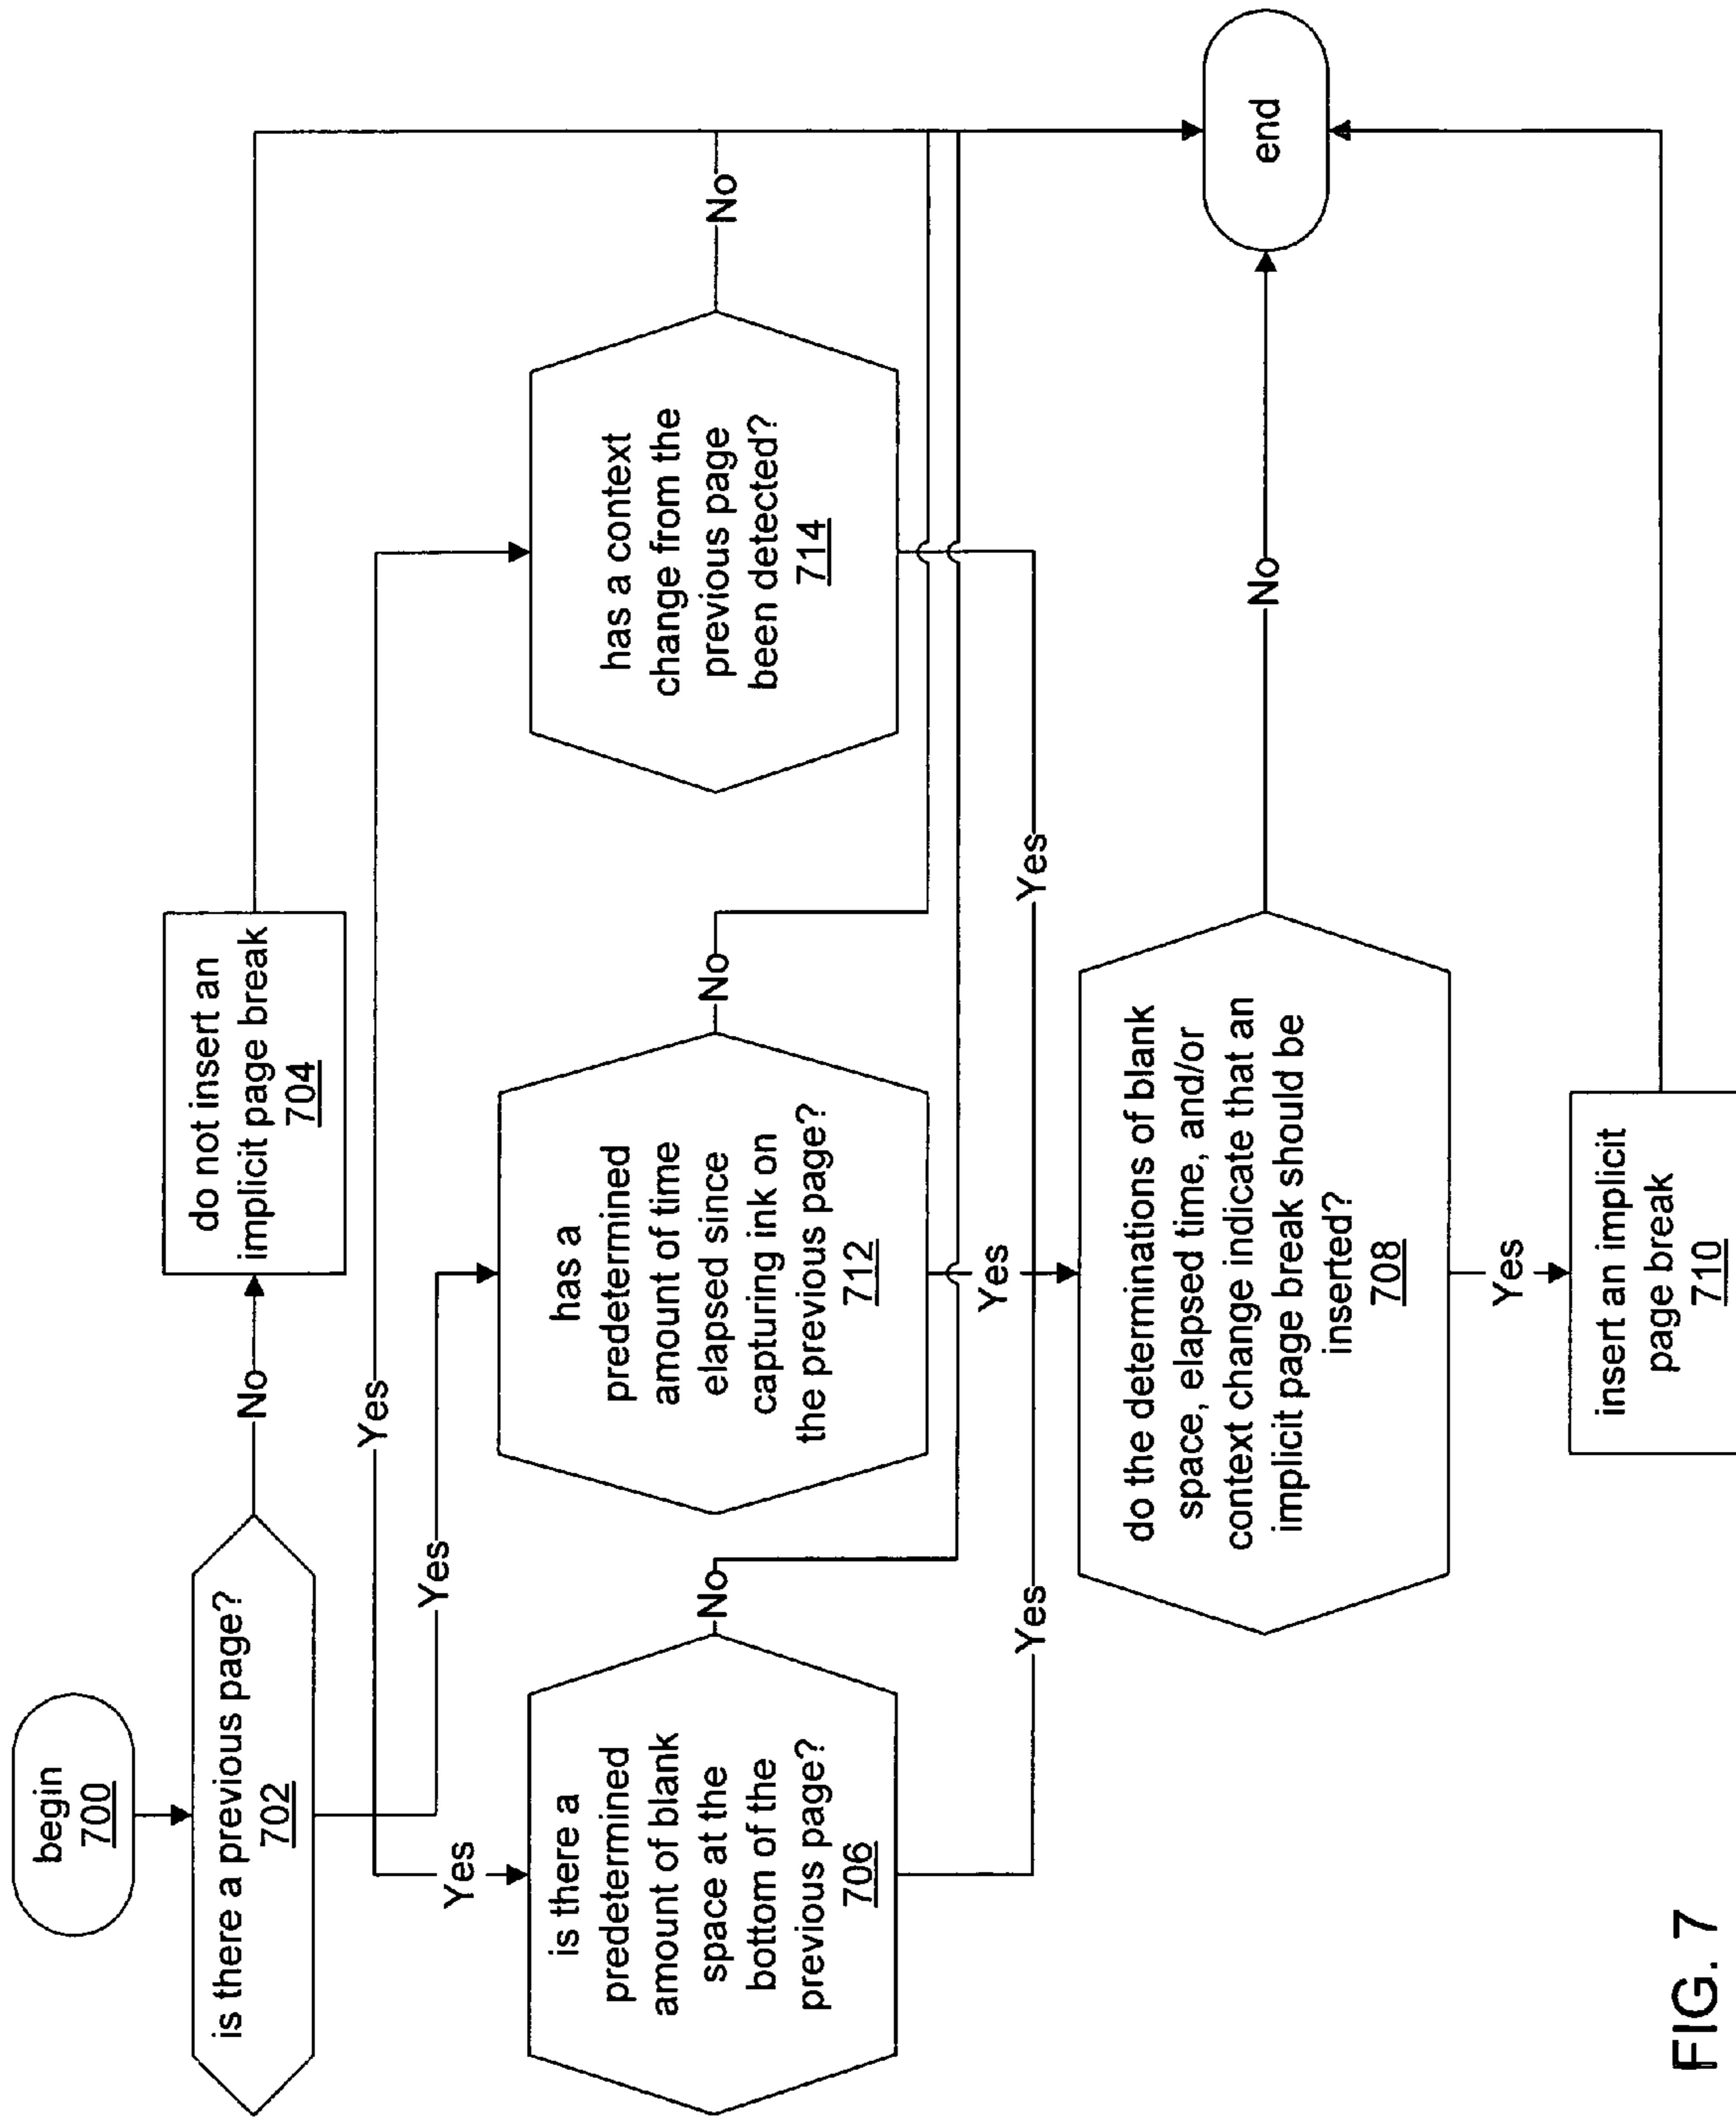 begin
700
is there a previous page?
702
No
do not insert an
implicit page break
704
Yes
Yes
Yes
is there a
predetermined
amount of blank
space at the
bottom of the
previous page?
706
No
has a
predetermined
amount of time
elapsed since
capturing ink on
the previous page?
712
No
has a context
change from the
previous page
been detected?
714
No
Yes
Yes
Yes
do the determinations of blank
space, elapsed time, and/or
context change indicate that an
implicit page break should be
inserted?
708
No
end
Yes
insert an implicit
page break
710
FIG. 7